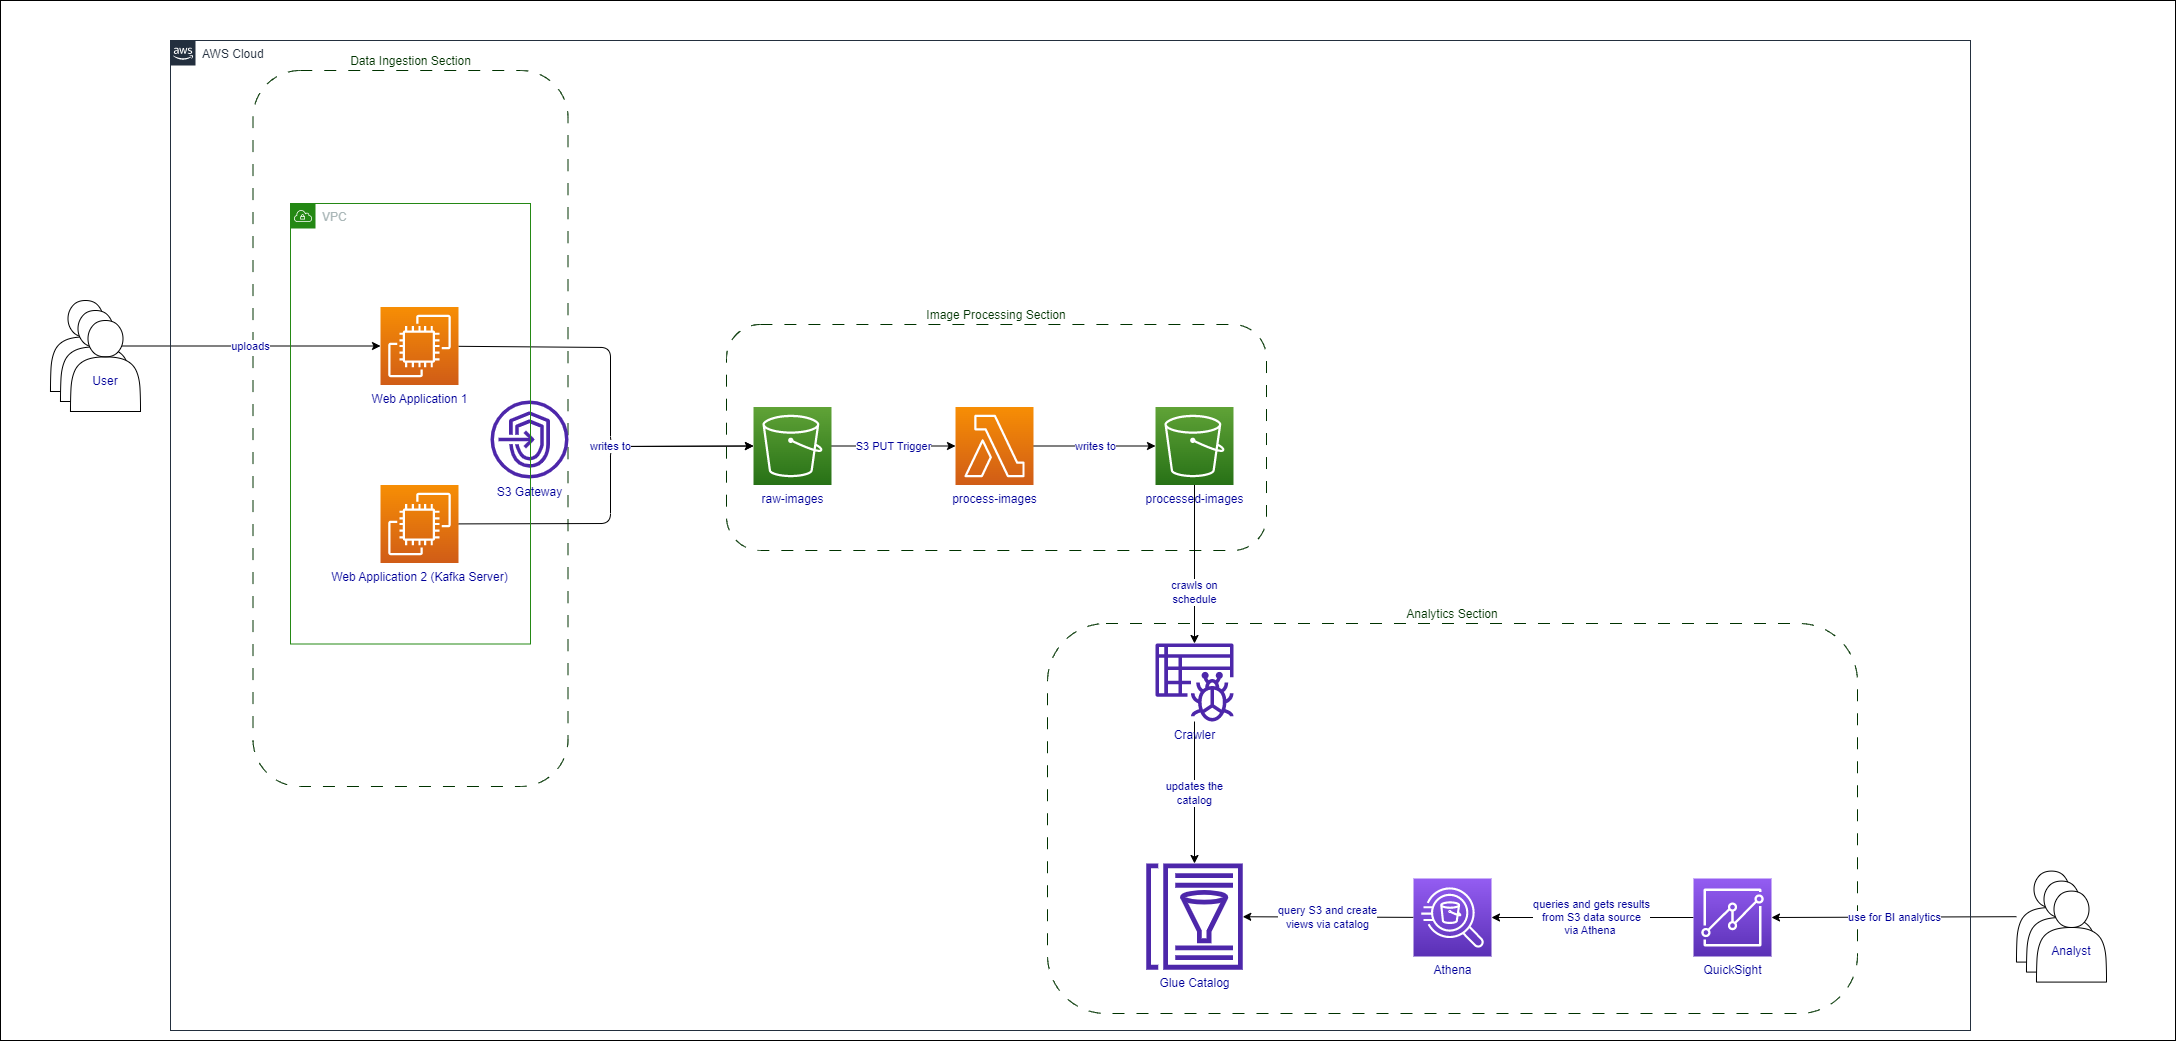 aws
AWS Cloud
Data Ingestion Section
VPC
User
uploads
Web Application 1
S3 Gateway
Web Application 2 (Kafka Server)
writes to
Image Processing Section
raw-images
S3 PUT Trigger
process-images
writes to
processed-images
crawls on
schedule
Analytics Section
Crawler
updates the
catalog
Glue Catalog
query S3 and create
views via catalog
Athena
queries and gets results
from S3 data source
via Athena
QuickSight
use for BI analytics
Analyst